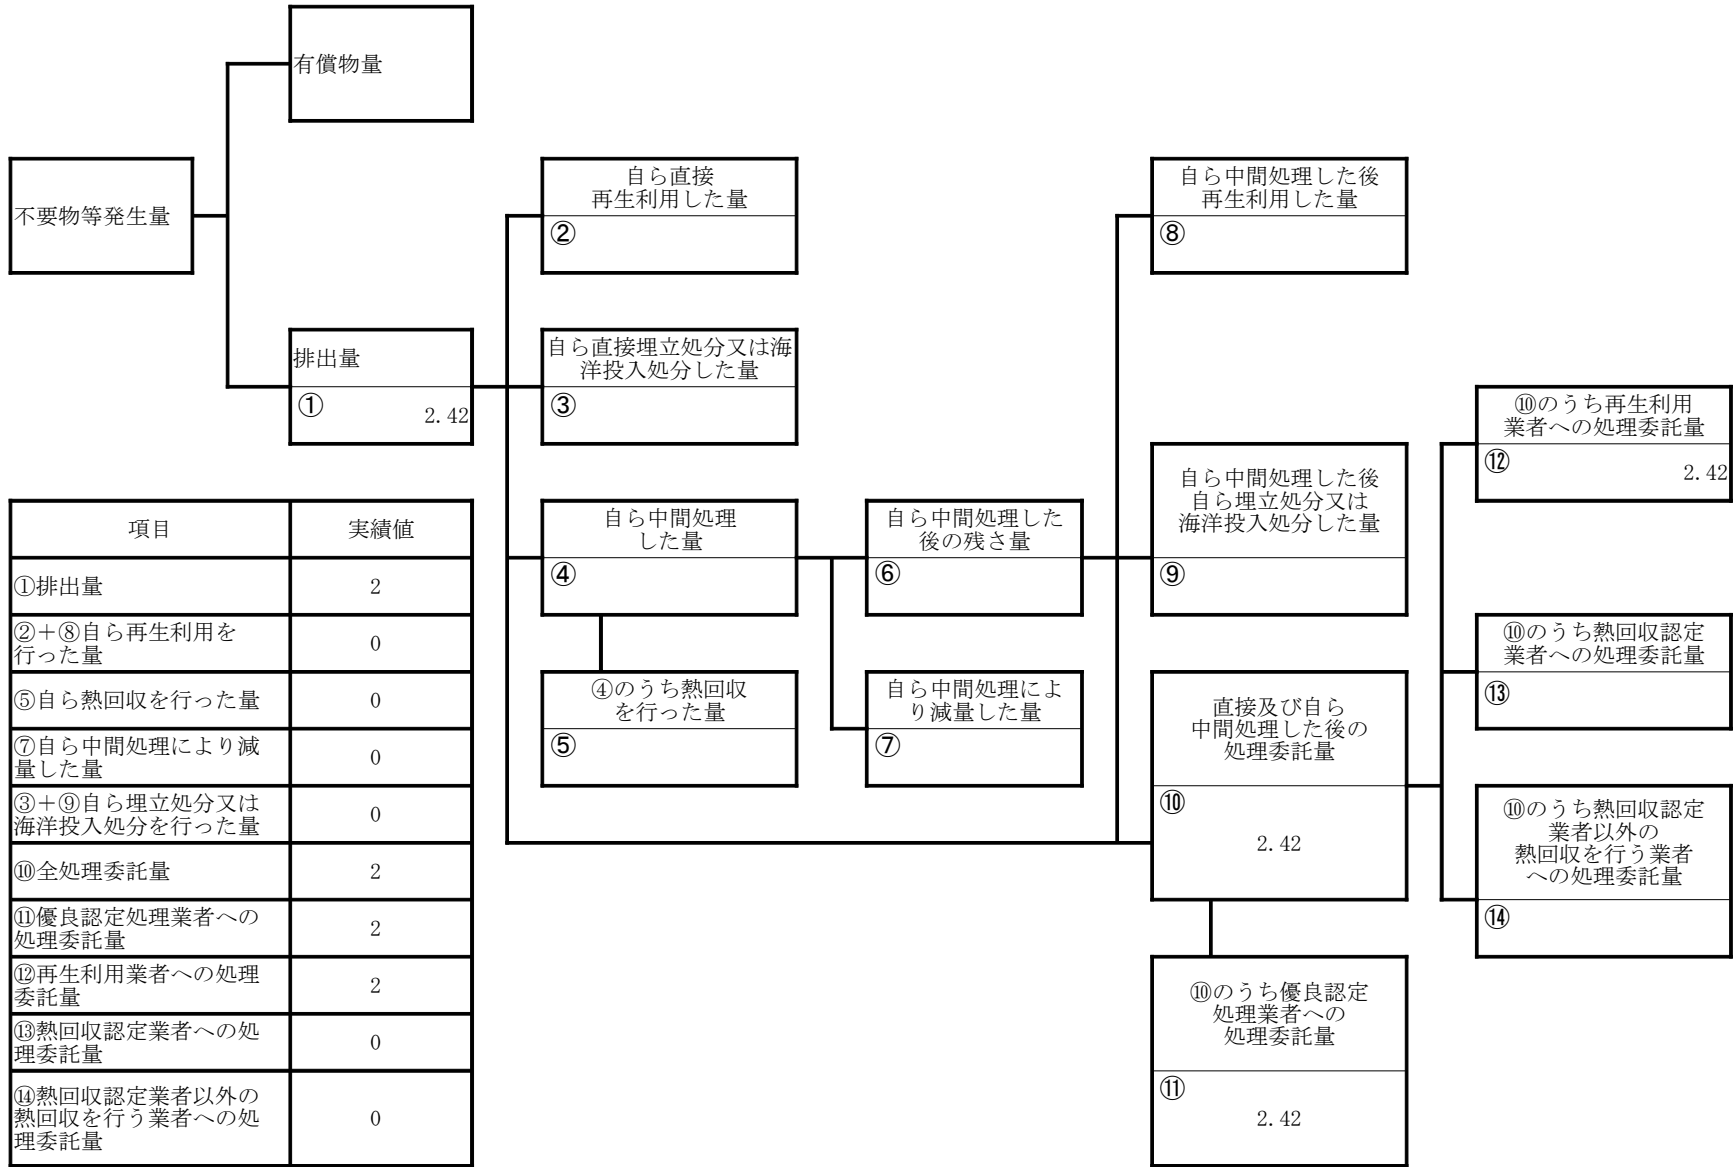 有償物量
不要物等発生量
自ら直接
再生利用した量
②
自ら中間処理した後
再生利用した量
⑧
排出量
①
2.42
自ら直接埋立処分又は海
洋投入処分した量
③
⑩のうち再生利用
業者への処理委託量
⑫
2.42
自ら中間処理
した量
④
自ら中間処理した
後の残さ量
⑥
自ら中間処理した後
自ら埋立処分又は
海洋投入処分した量
⑨
④のうち熱回収
を行った量
⑤
自ら中間処理によ
り減量した量
⑦
直接及び自ら
中間処理した後の
処理委託量
⑩
2.42
⑩のうち熱回収認定
業者への処理委託量
⑬
⑩のうち熱回収認定
業者以外の
熱回収を行う業者
への処理委託量
⑭
⑩のうち優良認定
処理業者への
処理委託量
⑪
2.42
項目 実績値
①排出量 2
②＋⑧自ら再生利用を
行った量 0
⑤自ら熱回収を行った量 0
⑦自ら中間処理により減
量した量 0
③＋⑨自ら埋立処分又は
海洋投入処分を行った量 0
⑩全処理委託量 2
⑪優良認定処理業者への
処理委託量 2
⑫再生利用業者への処理
委託量 2
⑬熱回収認定業者への処
理委託量 0
⑭熱回収認定業者以外の
熱回収を行う業者への処
理委託量 0